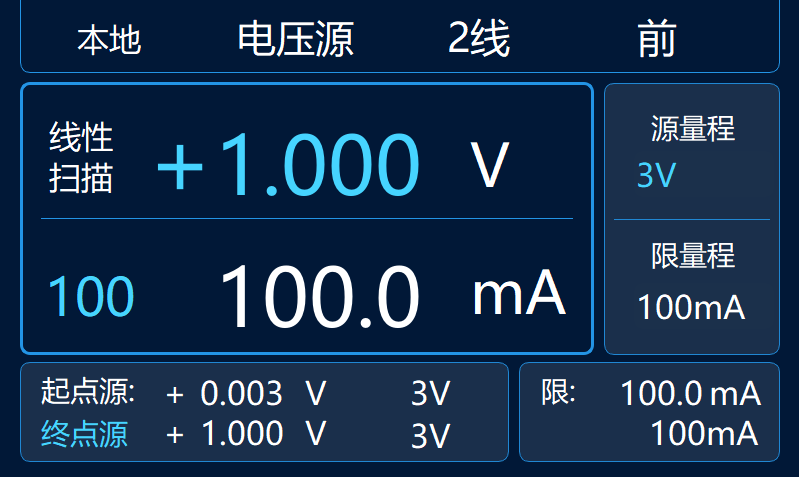 本地 电压源 2线 前
线性
扫描
+1.000 V
100 100.0 mA
源量程
3V
限量程
100mA
起点源: + 0.003 V 3V
终点源 + 1.000 V 3V
限: 100.0 mA
100mA